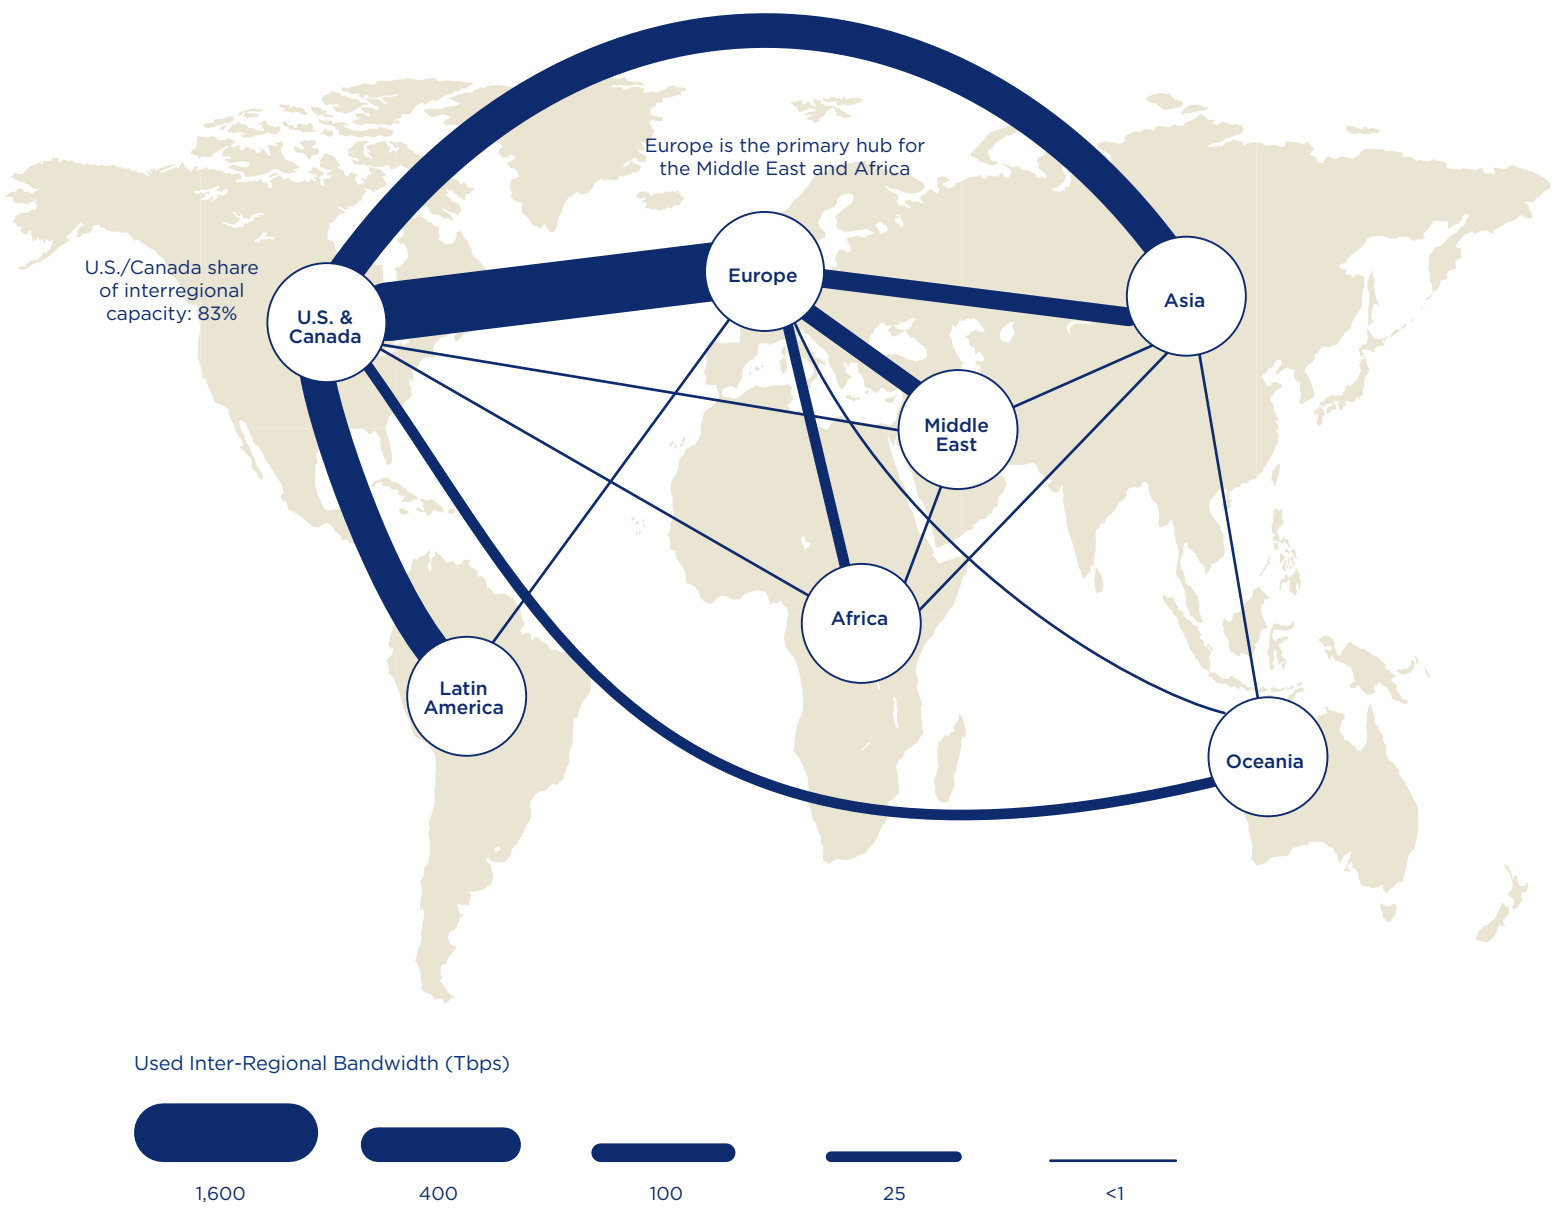 Europe is the primary hub for
the Middle East and Africa
U.S./Canada share
of interregional
capacity: 83%
U.S. &
Canada
Europe
Asia
Middle
East
Africa
Latin
America
Oceania
Used Inter-Regional Bandwidth (Tbps)
1,600
400
100
25
<1